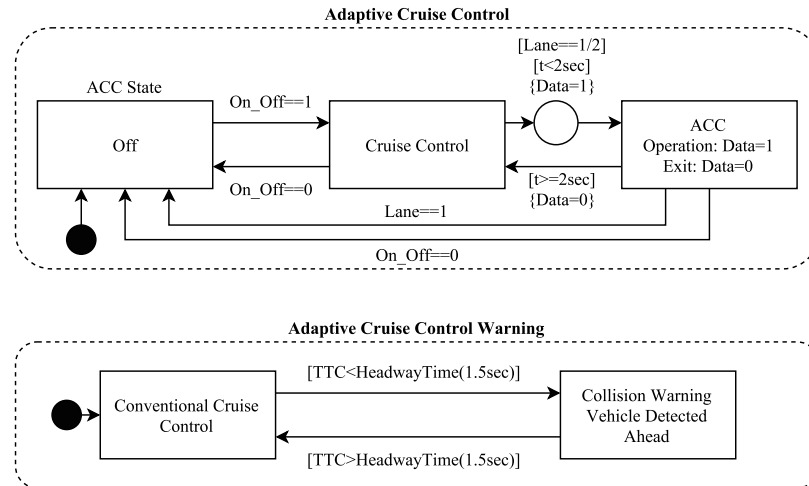 Adaptive Cruise Control
[Lane==1/2]
[t<2sec]
{Data=1}
ACC State
On_Off==1
Off
Cruise Control
ACC
Operation: Data=1
Exit: Data=0
On_Off==0
[t>=2sec]
{Data=0}
Lane==1
On_Off==0
Adaptive Cruise Control Warning
[TTC<HeadwayTime(1.5sec)]
Conventional Cruise
Control
Collision Warning
Vehicle Detected
Ahead
[TTC>HeadwayTime(1.5sec)]